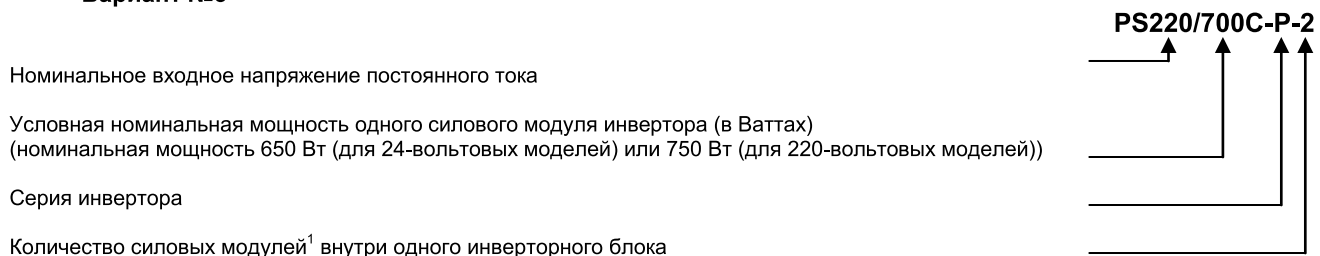 PS220/700C-P-2
Номинальное входное напряжение постоянного тока
Условная номинальная мощность одного силового модуля инвертора (в Ваттах)
(номинальная мощность 650 Вт (для 24-вольтовых моделей) или 750 Вт (для 220-вольтовых моделей))
Серия инвертора
Количество силовых модулей¹ внутри одного инверторного блока